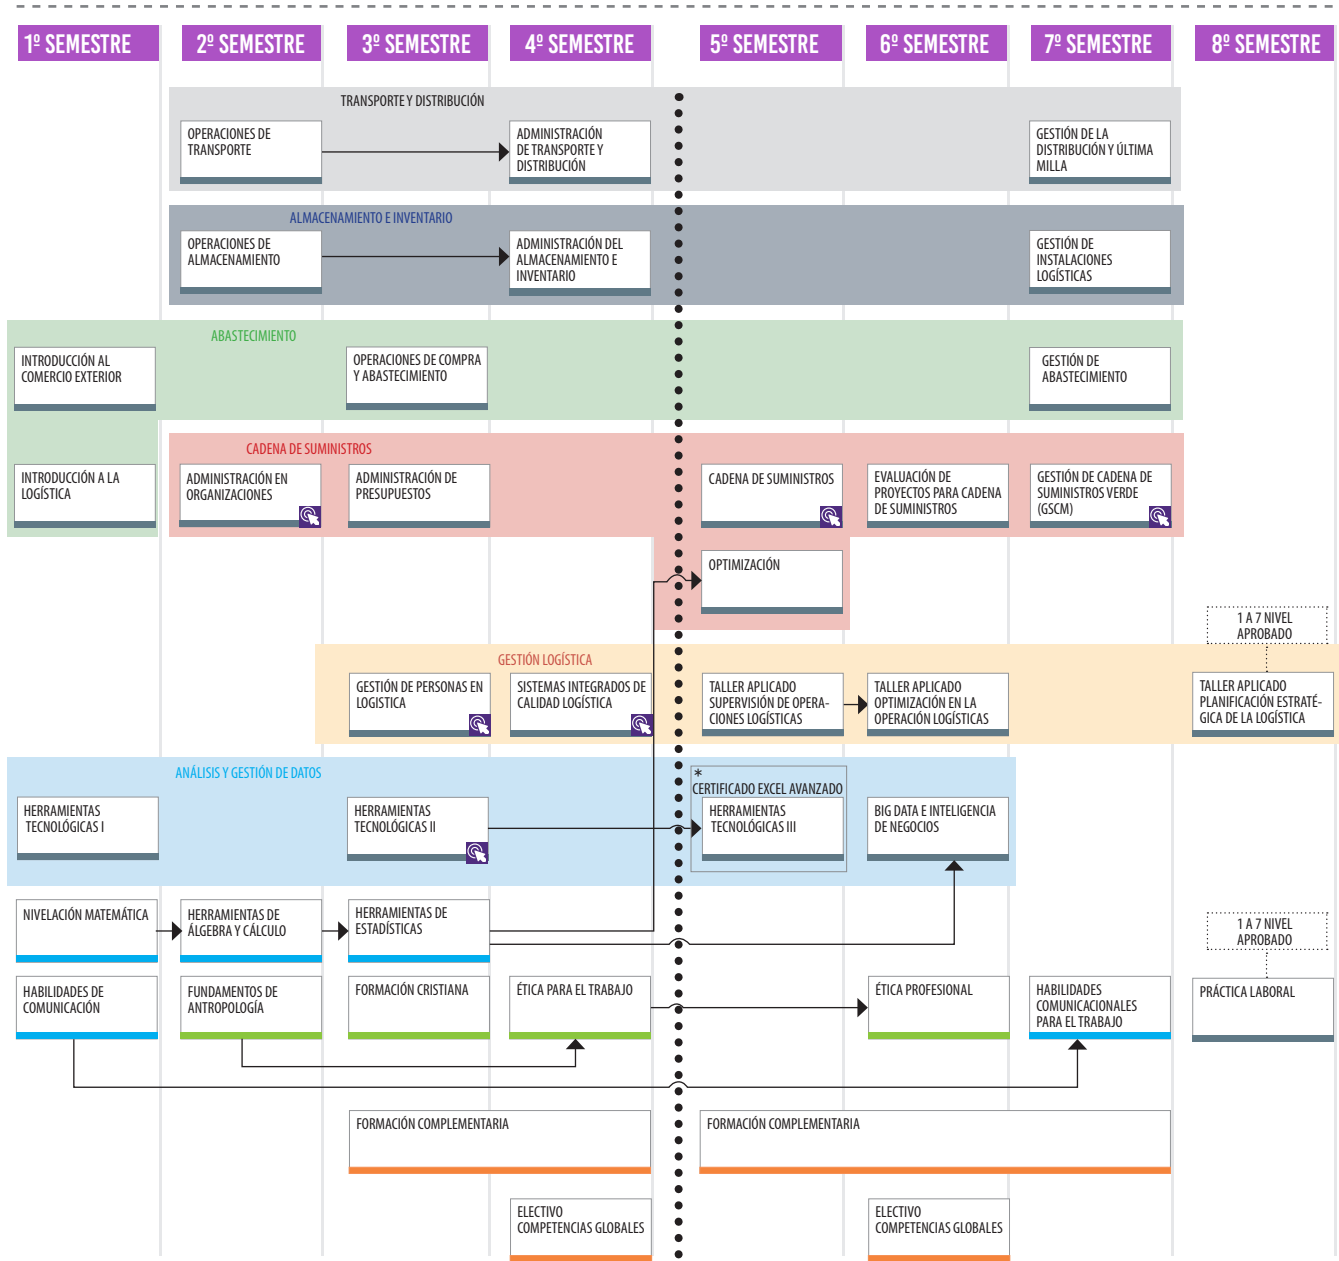 1º SEMESTRE
2º SEMESTRE
3º SEMESTRE
4º SEMESTRE
5º SEMESTRE
6º SEMESTRE
7º SEMESTRE
8º SEMESTRE
TRANSPORTE Y DISTRIBUCIÓN
OPERACIONES DE
TRANSPORTE
ADMINISTRACIÓN
DE TRANSPORTE Y
DISTRIBUCIÓN
GESTIÓN DE LA
DISTRIBUCIÓN Y ÚLTIMA
MILLA
ALMACENAMIENTO E INVENTARIO
OPERACIONES DE
ALMACENAMIENTO
ADMINISTRACIÓN DEL
ALMACENAMIENTO E
INVENTARIO
GESTIÓN DE
INSTALACIONES
LOGÍSTICAS
ABASTECIMIENTO
INTRODUCCIÓN AL
COMERCIO EXTERIOR
OPERACIONES DE COMPRA
Y ABASTECIMIENTO
GESTIÓN DE
ABASTECIMIENTO
CADENA DE SUMINISTROS
INTRODUCCIÓN A LA
LOGÍSTICA
ADMINISTRACIÓN EN
ORGANIZACIONES
ADMINISTRACIÓN DE
PRESUPUESTOS
CADENA DE SUMINISTROS
EVALUACIÓN DE
PROYECTOS PARA CADENA
DE SUMINISTROS
GESTIÓN DE CADENA DE
SUMINISTROS VERDE
(GSCM)
OPTIMIZACIÓN
1 A 7 NIVEL
APROBADO
GESTIÓN LOGÍSTICA
GESTIÓN DE PERSONAS EN
LOGISTICA
SISTEMAS INTEGRADOS DE
CALIDAD LOGÍSTICA
TALLER APLICADO
SUPERVISIÓN DE OPERA-
CIONES LOGÍSTICAS
TALLER APLICADO
OPTIMIZACIÓN EN LA
OPERACIÓN LOGÍSTICAS
TALLER APLICADO
PLANIFICACIÓN ESTRATÉ-
GICA DE LA LOGÍSTICA
ANÁLISIS Y GESTIÓN DE DATOS
*
CERTIFICADO EXCEL AVANZADO
HERRAMIENTAS
TECNOLÓGICAS I
HERRAMIENTAS
TECNOLÓGICAS II
HERRAMIENTAS
TECNOLÓGICAS III
BIG DATA E INTELIGENCIA
DE NEGOCIOS
NIVELACIÓN MATEMÁTICA
HERRAMIENTAS DE
ÁLGEBRA Y CÁLCULO
HERRAMIENTAS DE
ESTADÍSTICAS
1 A 7 NIVEL
APROBADO
HABILIDADES DE
COMUNICACIÓN
FUNDAMENTOS DE
ANTROPOLOGÍA
FORMACIÓN CRISTIANA
ÉTICA PARA EL TRABAJO
ÉTICA PROFESIONAL
HABILIDADES
COMUNICACIONALES
PARA EL TRABAJO
PRÁCTICA LABORAL
FORMACIÓN COMPLEMENTARIA
FORMACIÓN COMPLEMENTARIA
ELECTIVO
COMPETENCIAS GLOBALES
ELECTIVO
COMPETENCIAS GLOBALES